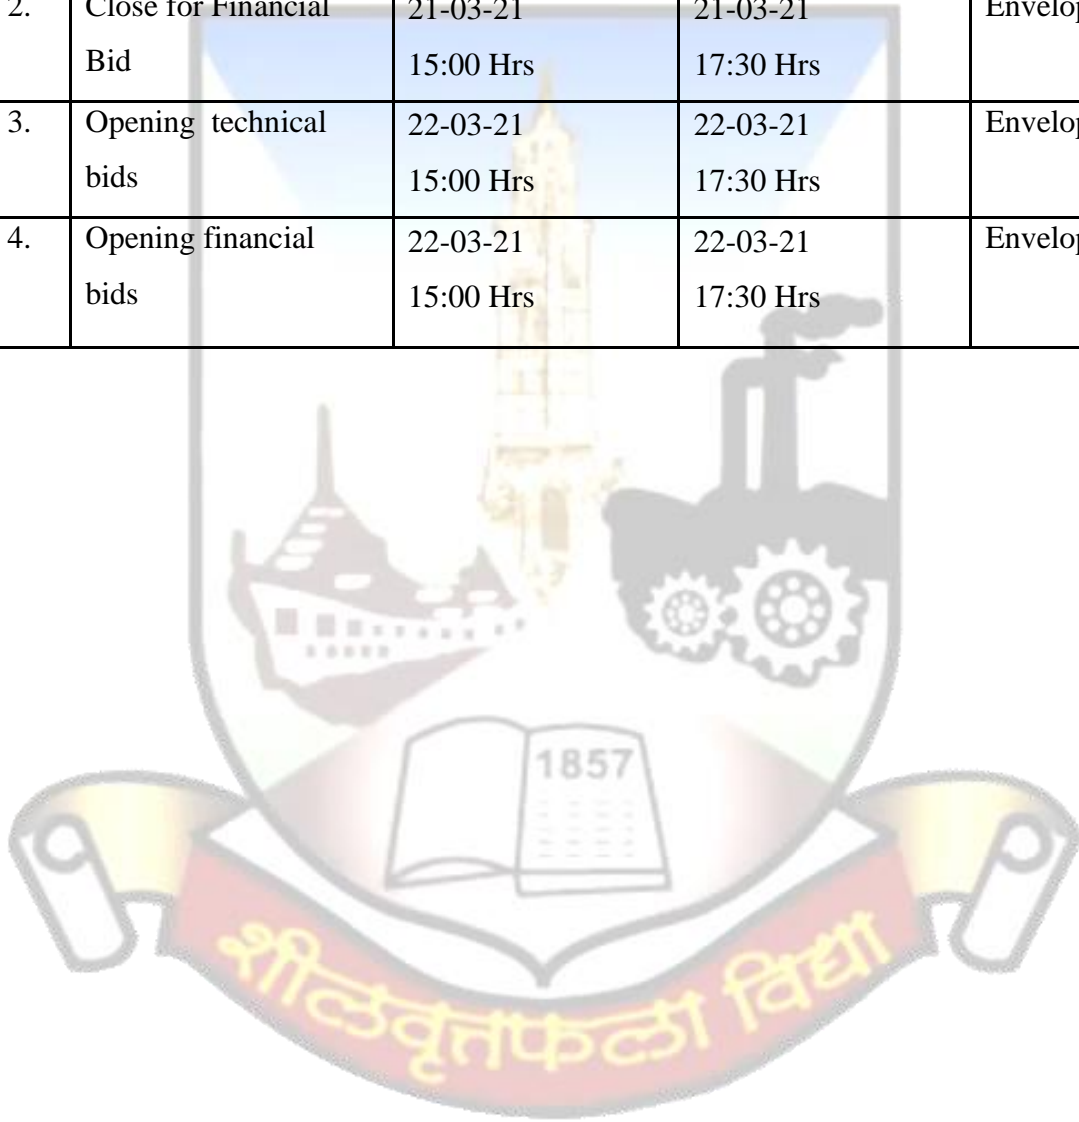 2. Close for Financial 21-03-21 21-03-21
Bid 15:00 Hrs 17:30 Hrs
3. Opening technical 22-03-21 22-03-21
bids 15:00 Hrs 17:30 Hrs
4. Opening financial 22-03-21 22-03-21
bids 15:00 Hrs 17:30 Hrs
1857
शीलवृत्तफला विद्या